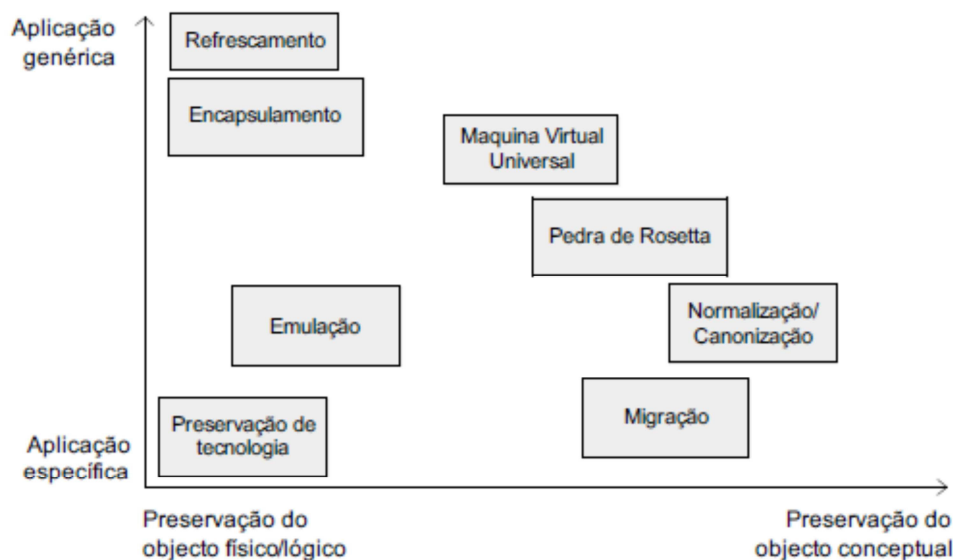 Aplicação
genérica
Refrescamento
Encapsulamento
Maquina Virtual
Universal
Pedra de Rosetta
Emulação
Normalização/
Canonização
Preservação de
tecnologia
Migração
Aplicação
específica
Preservação do
objecto físico/lógico
Preservação do
objecto conceptual